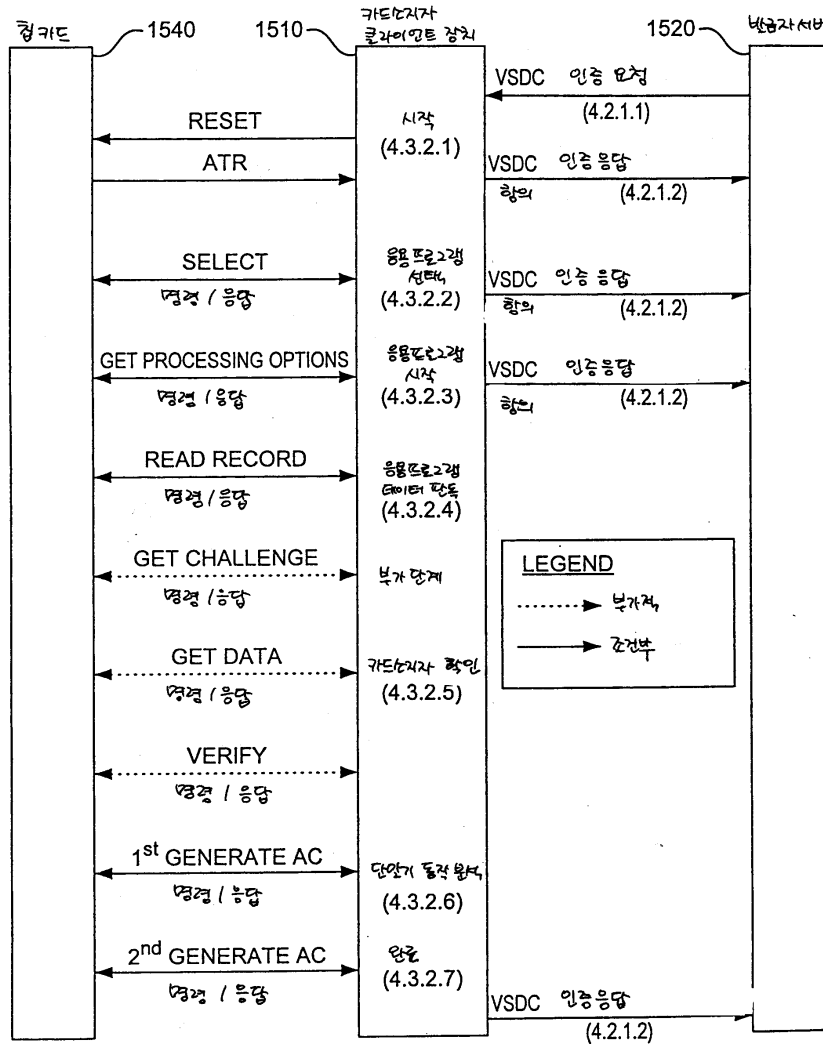 칩 카드
1540
1510
카드소지자
클라이언트 장치
1520
발급자 서버
VSDC 인증 요청
(4.2.1.1)
RESET
시작
(4.3.2.1)
ATR
VSDC 인증 응답
항의 (4.2.1.2)
SELECT
명령 / 응답
응용프로그램
선택
(4.3.2.2)
VSDC 인증 응답
항의 (4.2.1.2)
GET PROCESSING OPTIONS
명령 / 응답
응용프로그램
시작
(4.3.2.3)
VSDC 인증응답
항의 (4.2.1.2)
READ RECORD
명령 / 응답
응용프로그램
데이터 판독
(4.3.2.4)
GET CHALLENGE
명령 / 응답
부가 단계
GET DATA
명령 / 응답
카드소지자 확인
(4.3.2.5)
VERIFY
명령 / 응답
1st GENERATE AC
명령 / 응답
단말기 동작 분석
(4.3.2.6)
2nd GENERATE AC
명령 / 응답
완료
(4.3.2.7)
VSDC 인증응답
(4.2.1.2)
LEGEND
부가적
조건부